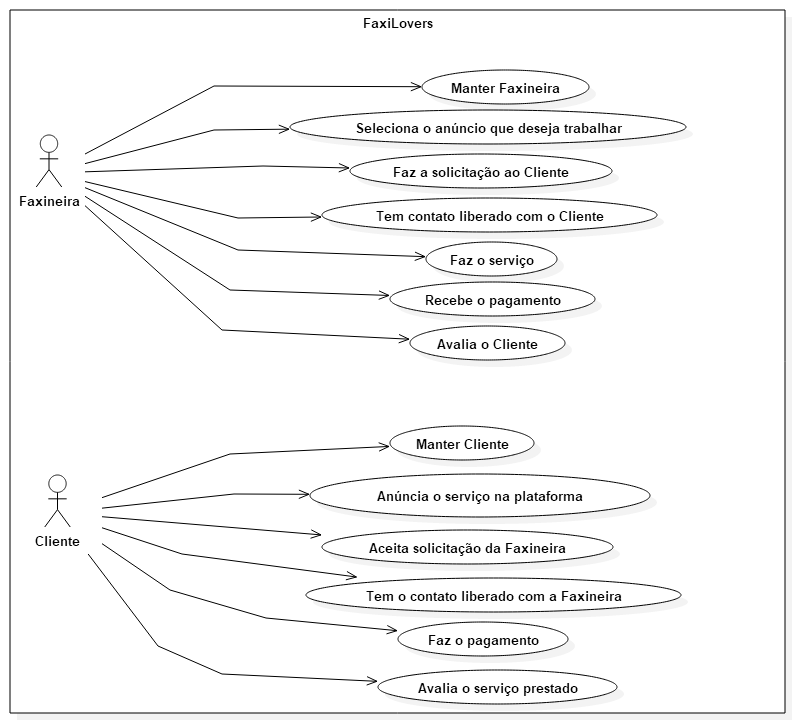 FaxiLovers
Manter Faxineira
Seleciona o anúncio que deseja trabalhar
Faz a solicitação ao Cliente
Faxineira
Tem contato liberado com o Cliente
Faz o serviço
Recebe o pagamento
Avalia o Cliente
Manter Cliente
Anúncia o serviço na plataforma
Cliente
Aceita solicitação da Faxineira
Tem o contato liberado com a Faxineira
Faz o pagamento
Avalia o serviço prestado